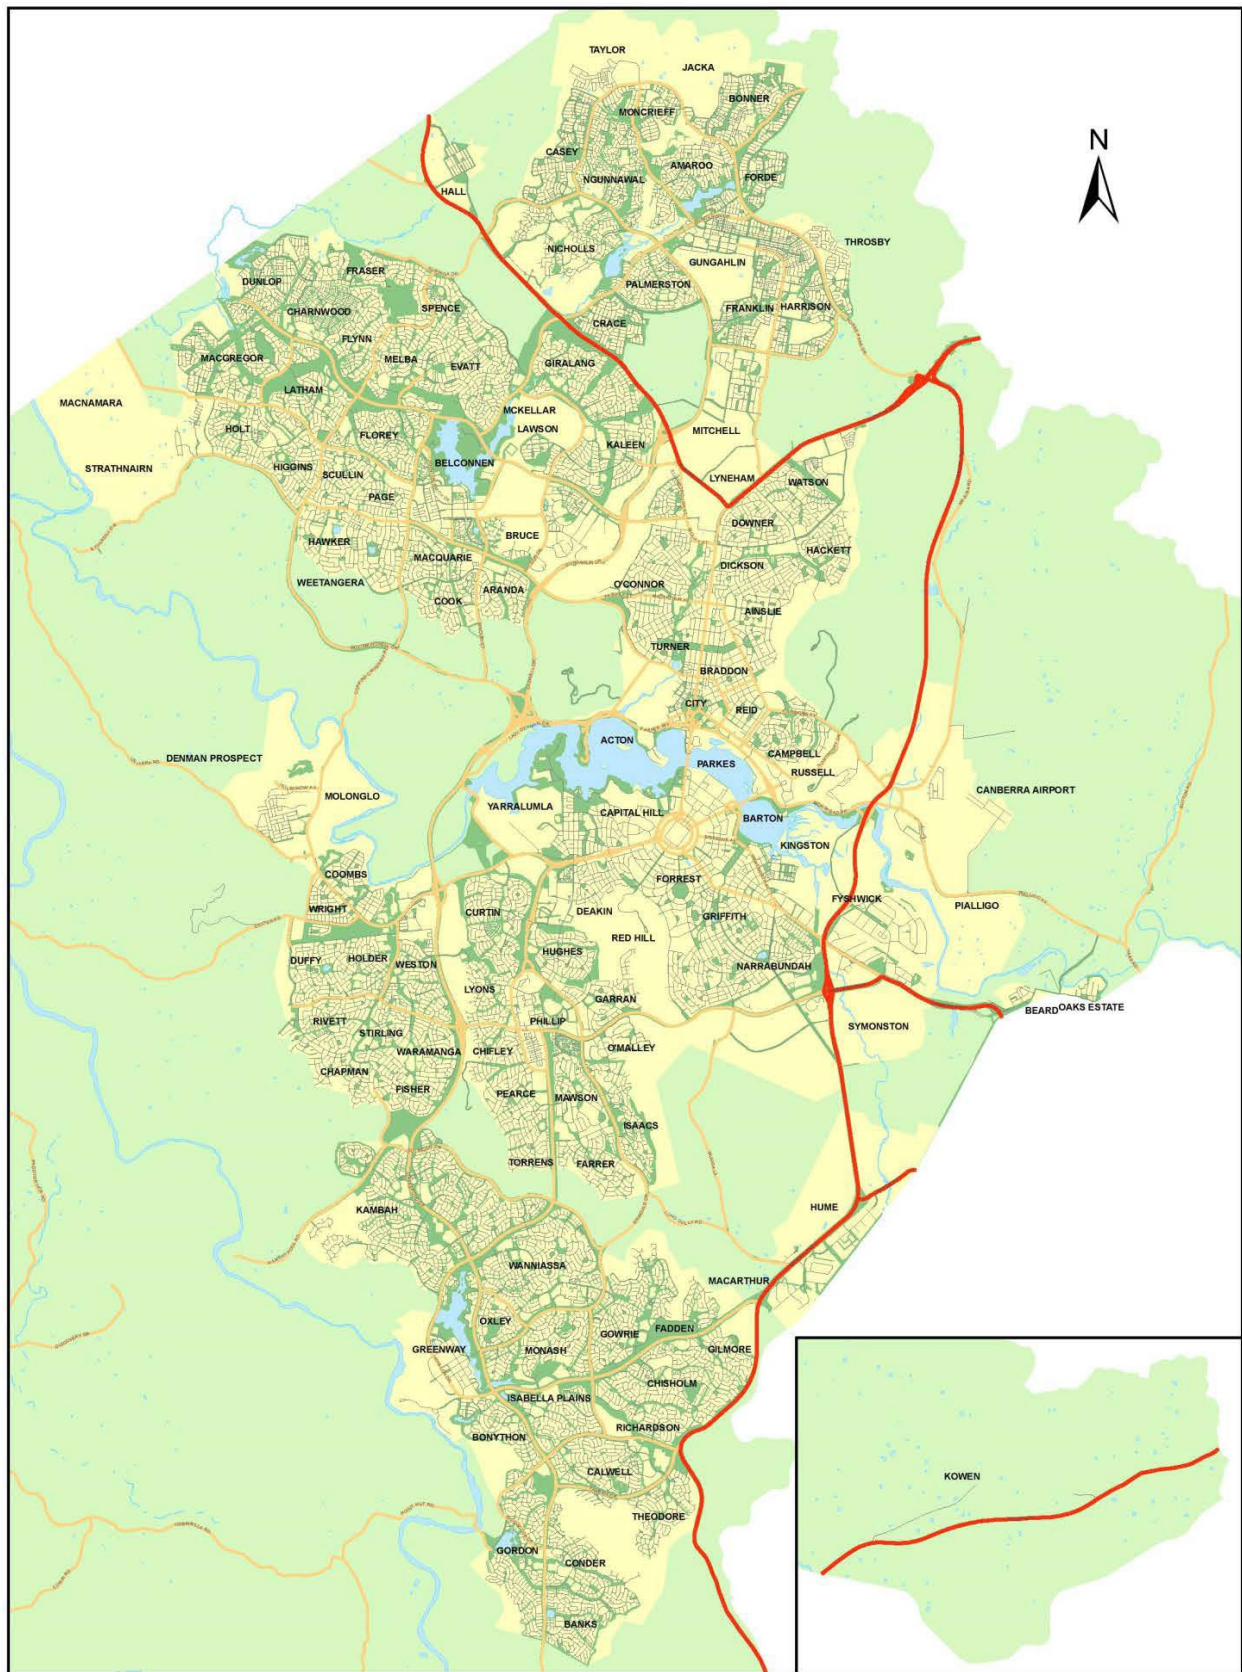 TAYLOR
JACKA
BONNER
MONCRIEFF
N
CASEY
AMAROO
NGUNNAWAL
FORDE
HALL
THROSBY
NICHOLLS
GUNGAHLIN
FRASER
DUNLOP
PALMERSTON
SPENCE
CHARNWOOD
FRANKLIN
HARRISON
CRACE
FLYNN
MACGREGOR
MELBA
EVATT
GIRALANG
LATHAM
MACNAMARA
MCKELLAR
LAWSON
HOLT
FLOREY
MITCHELL
KALEEN
STRATHNAIRN
HIGGINS
BELCONNEN
SCULLIN
LYNEHAM
WATSON
PAGE
DOWNER
BRUCE
HAWKER
HACKETT
MACQUARIE
DICKSON
WEETANGERA
O'CONNOR
ARANDA
COOK
AINSLIE
TURNER
BRADDON
CITY
REID
ACTON
CAMPBELL
DENMAN PROSPECT
PARKES
RUSSELL
CANBERRA AIRPORT
MOLONGLO
YARRALUMLA
CAPITAL HILL
BARTON
KINGSTON
COOMBS
FORREST
FYSHWICK
PIALLIGO
WRIGHT
CURTIN
DEAKIN
GRIFFITH
RED HILL
HUGHES
DUFFY
HOLDER
WESTON
NARRABUNDAH
LYONS
GARRAN
OAKS ESTATE
BEARD
RIVETT
PHILLIP
SYMONSTON
STIRLING
WARAMANGA
CHIFLEY
O'MALLEY
CHAPMAN
FISHER
PEARCE
MAWSON
ISAACS
TORRENS
FARRER
KAMBAH
HUME
WANNIASSA
MACARTHUR
OXLEY
GOWRIE
FADDEN
GREENWAY
MONASH
GILMORE
CHISHOLM
ISABELLA PLAINS
RICHARDSON
BONYTHON
CALWELL
KOWEN
THEODORE
GORDON
CONDER
BANKS